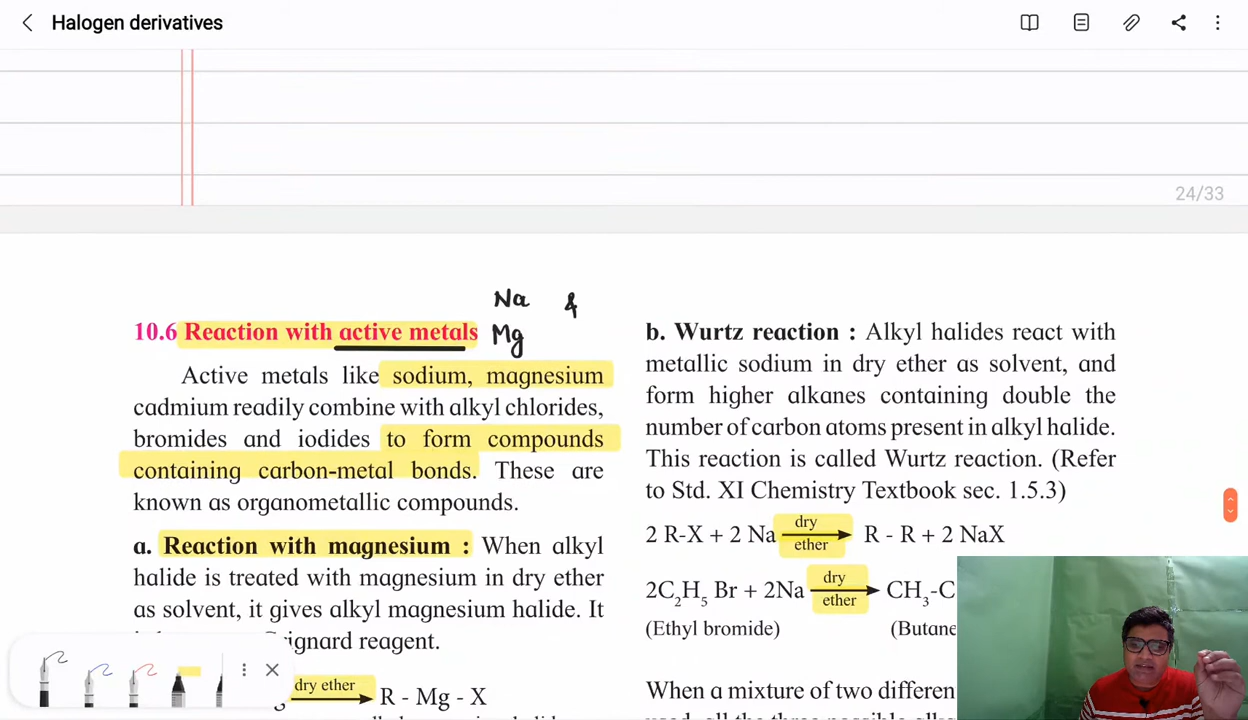 Halogen derivatives
24/33
Na &
10.6 Reaction with active metals Mg
Active metals like sodium, magnesium
cadmium readily combine with alkyl chlorides,
bromides and iodides to form compounds
containing carbon-metal bonds. These are
known as organometallic compounds.
a. Reaction with magnesium : When alkyl
halide is treated with magnesium in dry ether
as solvent, it gives alkyl magnesium halide. It
ignard reagent.
dry ether
R - Mg - X
b. Wurtz reaction : Alkyl halides react with
metallic sodium in dry ether as solvent, and
form higher alkanes containing double the
number of carbon atoms present in alkyl halide.
This reaction is called Wurtz reaction. (Refer
to Std. XI Chemistry Textbook sec. 1.5.3)
2 R-X + 2 Na dry ether R - R + 2 NaX
2C₂H₅ Br + 2Na dry ether CH₃-C
(Ethyl bromide) (Butane
When a mixture of two differen